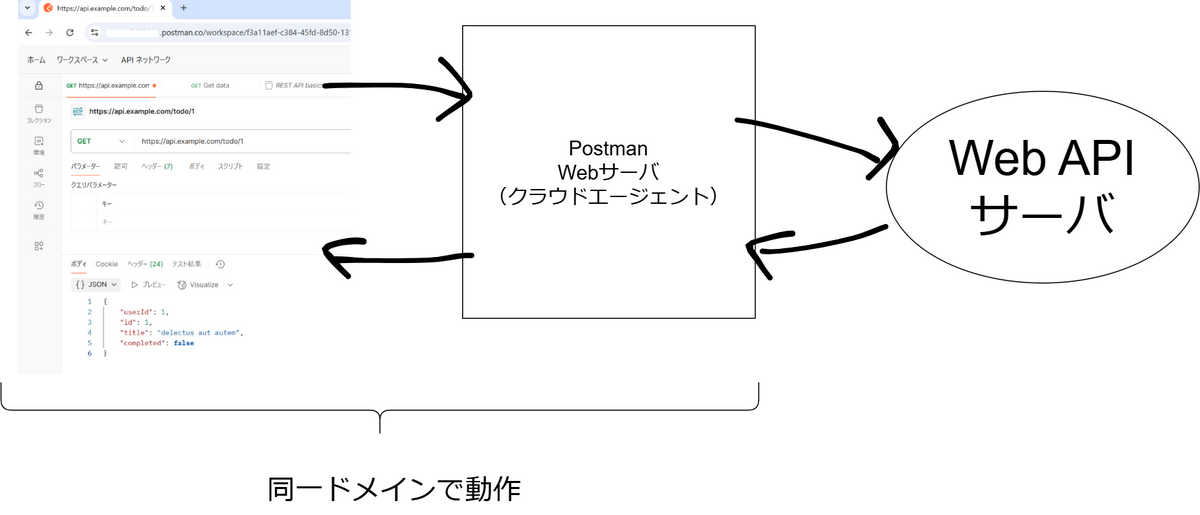 https://api.example.com/todo/
.postman.co/workspace/f3a11aef-c384-45fd-8d50-131
ホーム ワークスペース API ネットワーク
GET https://api.example.com GET Get data REST API basics
https://api.example.com/todo/1
コレクション
GET https://api.example.com/todo/1
環境
パラメーター 認可 ヘッダー (7) ボディ スクリプト 設定
フロー
クエリパラメーター
キー
履歴
キー
ボディ Cookie ヘッダー (24) テスト結果
{} JSON プレビュー Visualize
1 {
2 "userId": 1,
3 "id": 1,
4 "title": "delectus aut autem",
5 "completed": false
6 }
Postman
Webサーバ
（クラウドエージェント）
Web API
サーバ
同一ドメインで動作